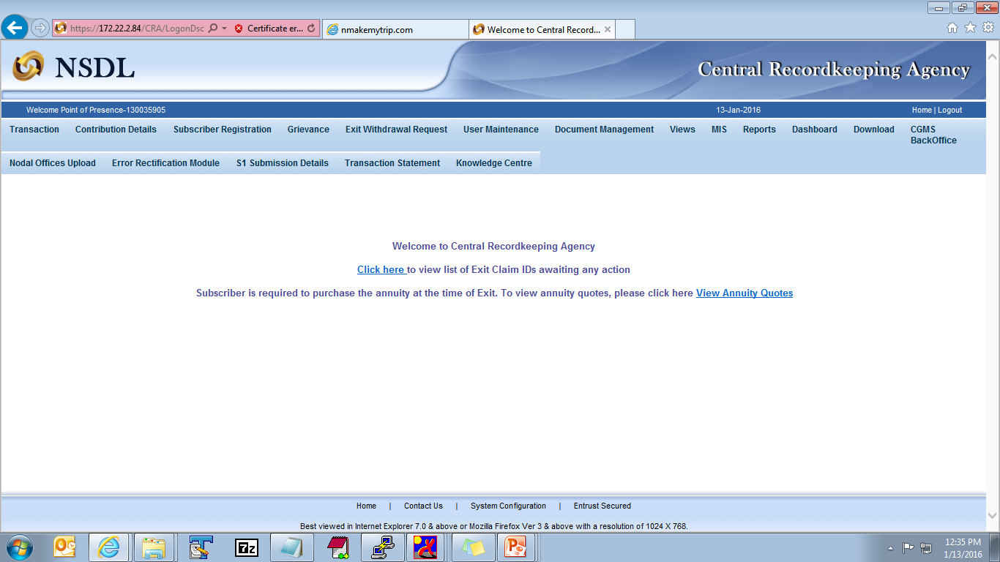 https://172.22.2.84/CRA/LogonDsc
Certificate er...
nmakemytrip.com
Welcome to Central Record...
NSDL
Central Recordkeeping Agency
Welcome Point of Presence-130035905
13-Jan-2016
Home | Logout
Transaction Contribution Details Subscriber Registration Grievance Exit Withdrawal Request User Maintenance Document Management Views MIS Reports Dashboard Download CGMS
BackOffice
Nodal Offices Upload Error Rectification Module S1 Submission Details Transaction Statement Knowledge Centre
Welcome to Central Recordkeeping Agency
Click here to view list of Exit Claim IDs awaiting any action
Subscriber is required to purchase the annuity at the time of Exit. To view annuity quotes, please click here View Annuity Quotes
Home | Contact Us | System Configuration | Entrust Secured
Best viewed in Internet Explorer 7.0 & above or Mozilla Firefox Ver 3 & above with a resolution of 1024 X 768.
7z
12:35 PM
1/13/2016